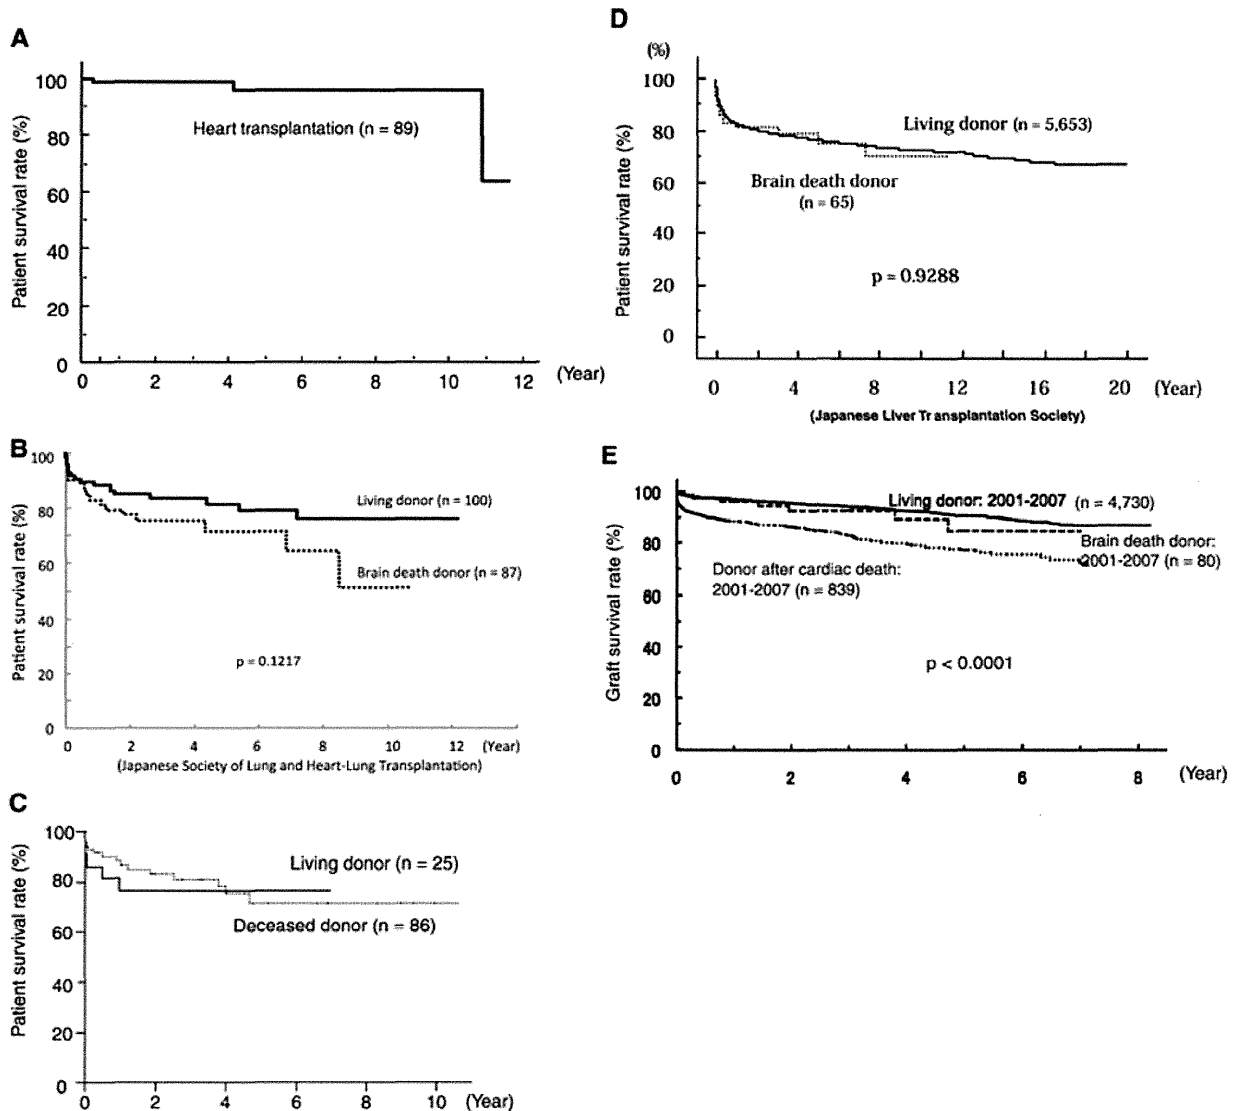 A
Patient survival rate (%)
100
80
60
40
20
0
Heart transplantation (n = 89)
0 2 4 6 8 10 12 (Year)
B
Patient survival rate (%)
100
80
60
40
20
0
Living donor (n = 100)
Brain death donor (n = 87)
p = 0.1217
0 2 4 6 8 10 12 (Year)
(Japanese Society of Lung and Heart-Lung Transplantation)
C
Patient survival rate (%)
100
80
60
40
20
0
Living donor (n = 25)
Deceased donor (n = 86)
0 2 4 6 8 10 (Year)
D
(%)
Patient survival rate (%)
100
80
60
40
20
0
Living donor (n = 5,653)
Brain death donor
(n = 65)
p = 0.9288
0 4 8 12 16 20 (Year)
(Japanese Liver Transplantation Society)
E
Graft survival rate (%)
100
80
60
40
20
0
Living donor: 2001-2007 (n = 4,730)
Brain death donor:
2001-2007 (n = 80)
Donor after cardiac death:
2001-2007 (n = 839)
p < 0.0001
0 2 4 6 8 (Year)